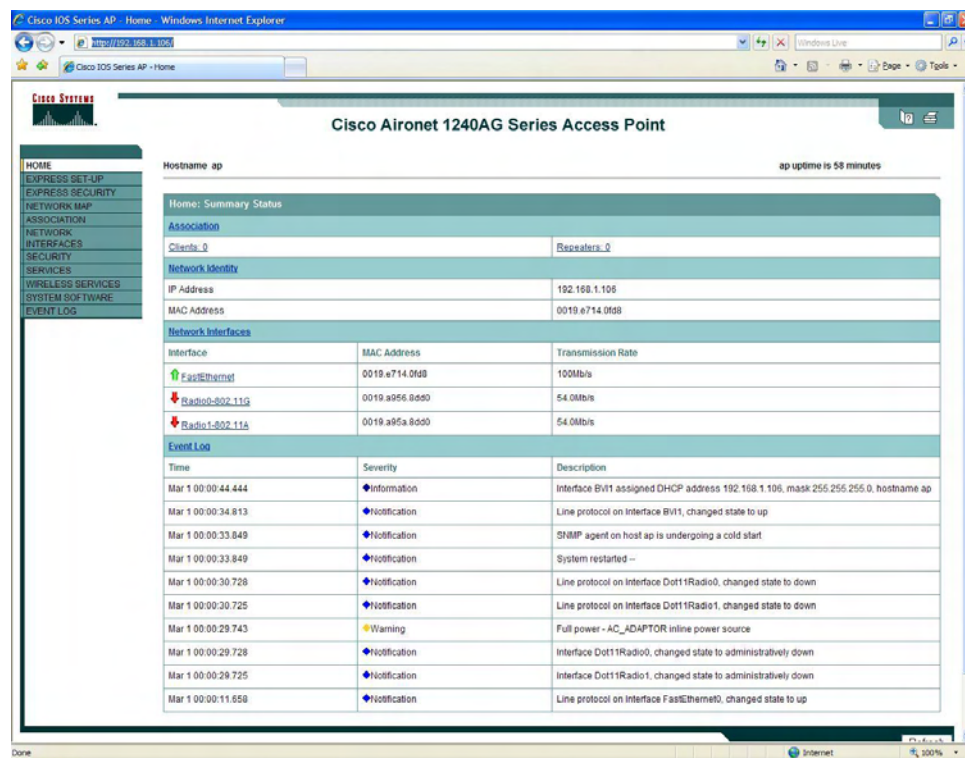 Cisco IOS Series AP - Home - Windows Internet Explorer
http://192.168.1.106/
Windows Live
Cisco IOS Series AP - Home
Page
Tools
CISCO SYSTEMS
Cisco Aironet 1240AG Series Access Point
HOME
EXPRESS SET-UP
EXPRESS SECURITY
NETWORK MAP
ASSOCIATION
NETWORK
INTERFACES
SECURITY
SERVICES
WIRELESS SERVICES
SYSTEM SOFTWARE
EVENT LOG
Hostname ap
ap uptime is 58 minutes
Home: Summary Status
Association
Clients: 0 Repeaters: 0
Network Identity
IP Address 192.168.1.106
MAC Address 0019.e714.0fd8
Network Interfaces
Interface MAC Address Transmission Rate
FastEthernet 0019.e714.0fd8 100Mb/s
Radio0-802.11G 0019.a956.8dd0 54.0Mb/s
Radio1-802.11A 0019.a95a.8dd0 54.0Mb/s
Event Log
Time Severity Description
Mar 1 00:00:44.444 Information Interface BVI1 assigned DHCP address 192.168.1.106, mask 255.255.255.0, hostname ap
Mar 1 00:00:34.813 Notification Line protocol on Interface BVI1, changed state to up
Mar 1 00:00:33.849 Notification SNMP agent on host ap is undergoing a cold start
Mar 1 00:00:33.849 Notification System restarted --
Mar 1 00:00:30.728 Notification Line protocol on Interface Dot11Radio0, changed state to down
Mar 1 00:00:30.725 Notification Line protocol on Interface Dot11Radio1, changed state to down
Mar 1 00:00:29.743 Warning Full power - AC_ADAPTOR inline power source
Mar 1 00:00:29.728 Notification Interface Dot11Radio0, changed state to administratively down
Mar 1 00:00:29.725 Notification Interface Dot11Radio1, changed state to administratively down
Mar 1 00:00:11.658 Notification Line protocol on Interface FastEthernet0, changed state to up
Done
Internet
100%